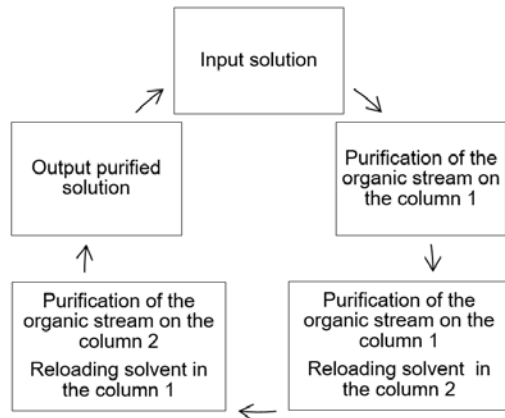 Input solution
Purification of the
organic stream on
the column 1
Purification of the
organic stream on the
column 1
Reloading solvent in
the column 2
Purification of the
organic stream on the
column 2
Reloading solvent in
the column 1
Output purified
solution